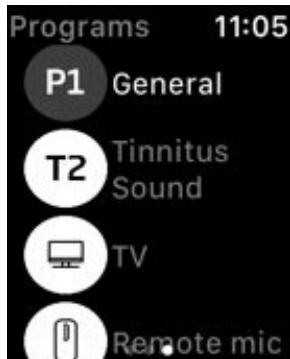 Programs 11:05
P1 General
T2 Tinnitus
Sound
TV
Remote mic